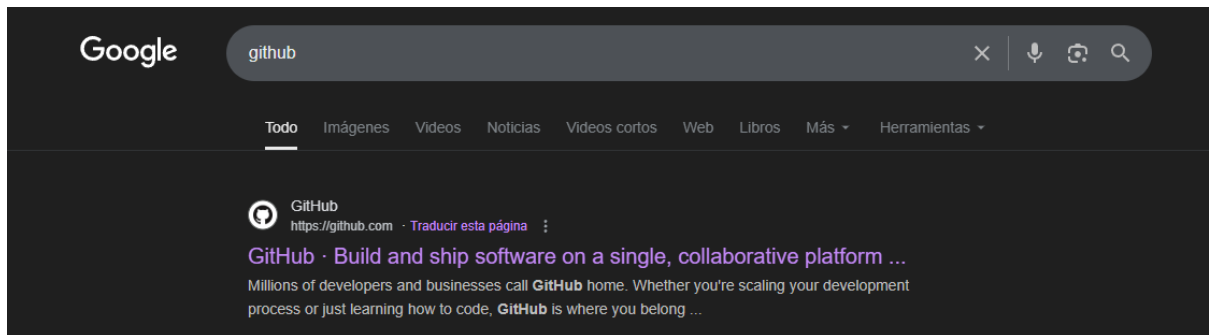 Google
github
Todo Imágenes Videos Noticias Videos cortos Web Libros Más Herramientas
GitHub
https://github.com · Traducir esta página
GitHub · Build and ship software on a single, collaborative platform ...
Millions of developers and businesses call GitHub home. Whether you're scaling your development
process or just learning how to code, GitHub is where you belong ...